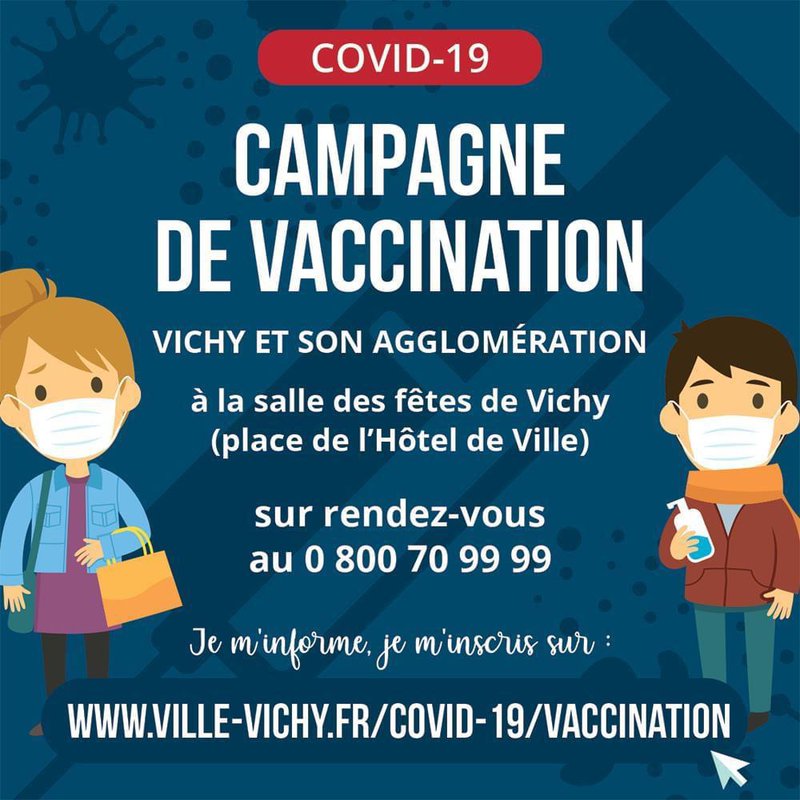 COVID-19
CAMPAGNE
DE VACCINATION
VICHY ET SON AGGLOMÉRATION
à la salle des fêtes de Vichy
(place de l'Hôtel de Ville)
sur rendez-vous
au 0 800 70 99 99
Je m'informe, je m'inscris sur :
WWW.VILLE-VICHY.FR/COVID-19/VACCINATION